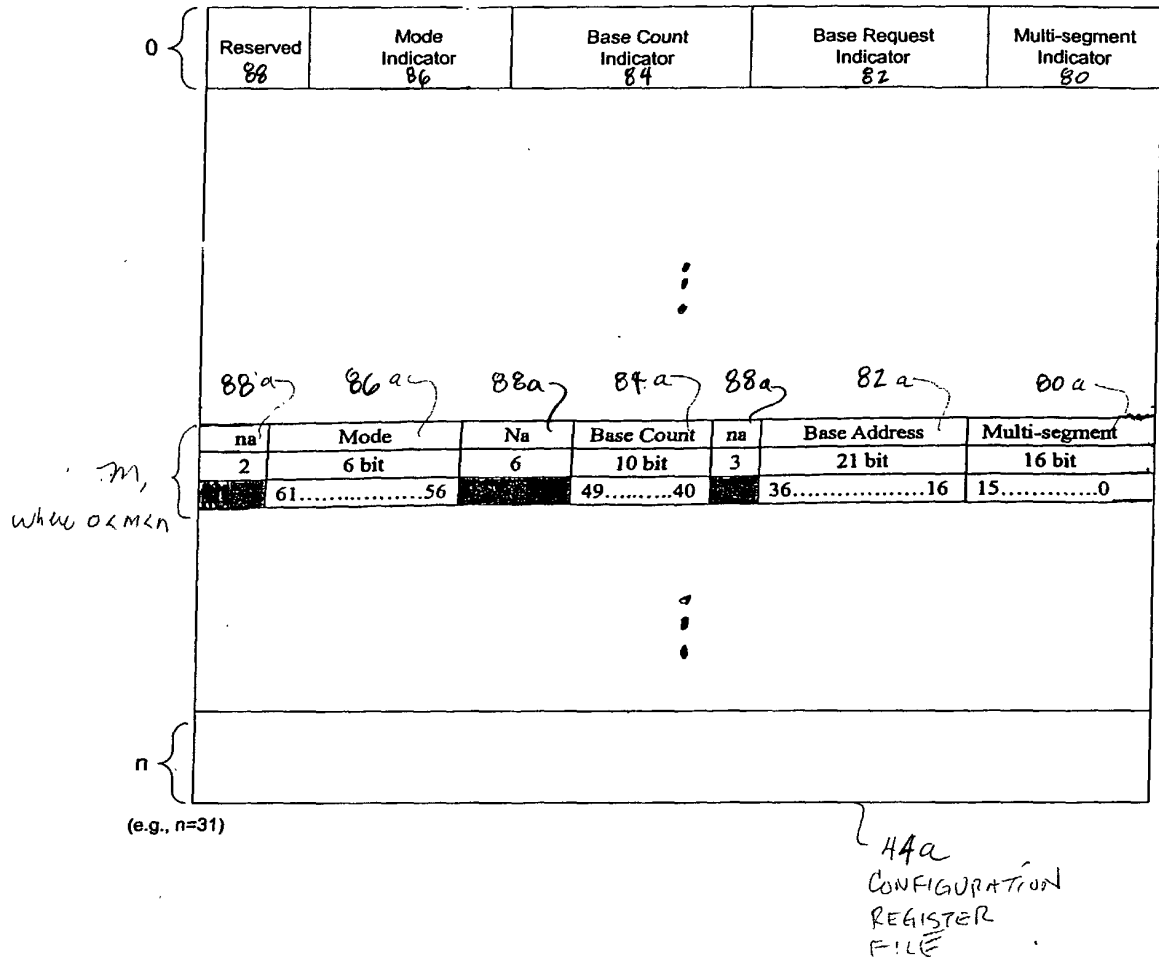 0
Reserved 88
Mode Indicator 86
Base Count Indicator 84
Base Request Indicator 82
Multi-segment Indicator 80
88a 86a 88a 84a 88a 82a 80a
na Mode Na Base Count na Base Address Multi-segment
2 6 bit 6 10 bit 3 21 bit 16 bit
61..................56 49.........40 36..................16 15.............0
m,
where 0<m<n
n
(e.g., n=31)
44a
CONFIGURATION
REGISTER
FILE